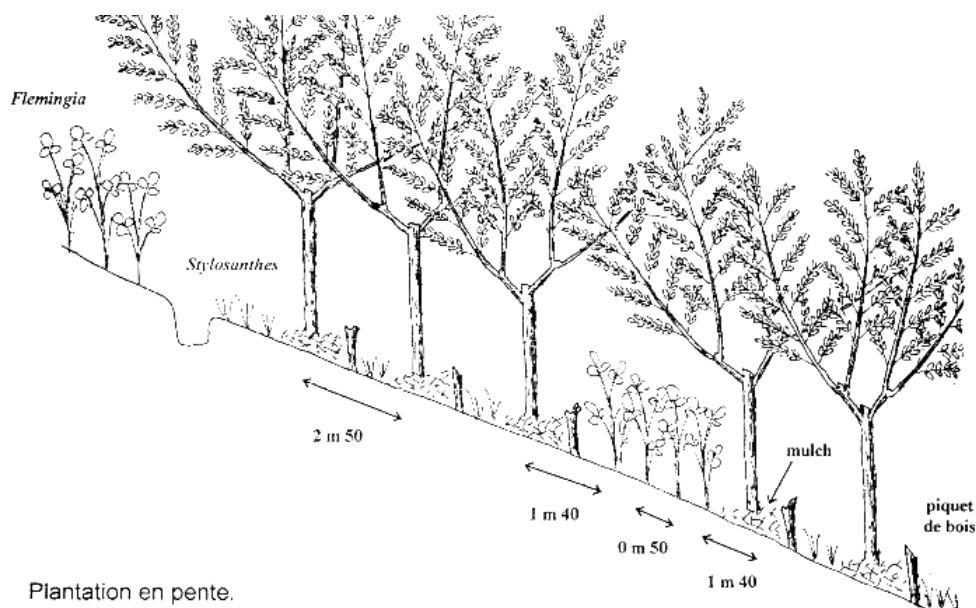 Flemingia
Stylosanthes
2 m 50
1 m 40
mulch
0 m 50
piquet
de bois
1 m 40
Plantation en pente.